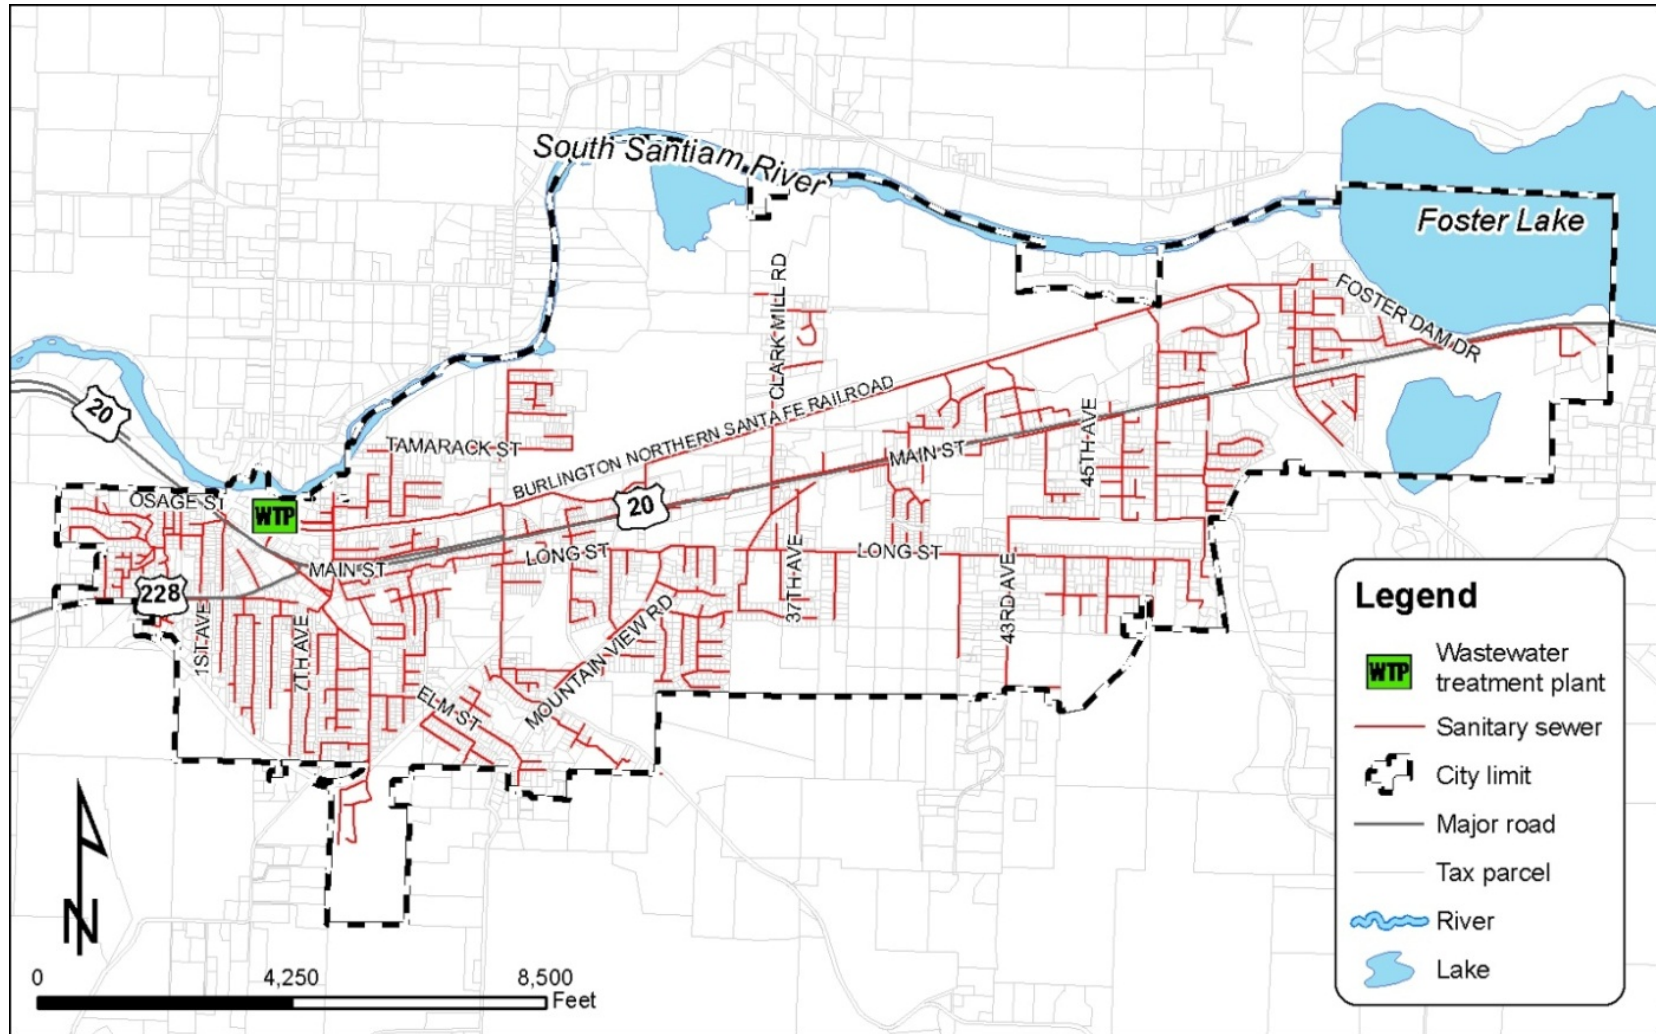 South Santiam River
Foster Lake
FOSTER DAM DR
CLARK MILL RD
20
BURLINGTON NORTHERN SANTA FE RAILROAD
TAMARACK ST
MAIN ST
45TH AVE
OSAGE ST
WTP
20
LONG ST
LONG ST
MAIN ST
228
37TH AVE
43RD AVE
1ST AVE
7TH AVE
MOUNTAIN VIEW RD
ELM ST
N
0
4,250
8,500
Feet
Legend
WTP
Wastewater
treatment plant
Sanitary sewer
City limit
Major road
Tax parcel
River
Lake